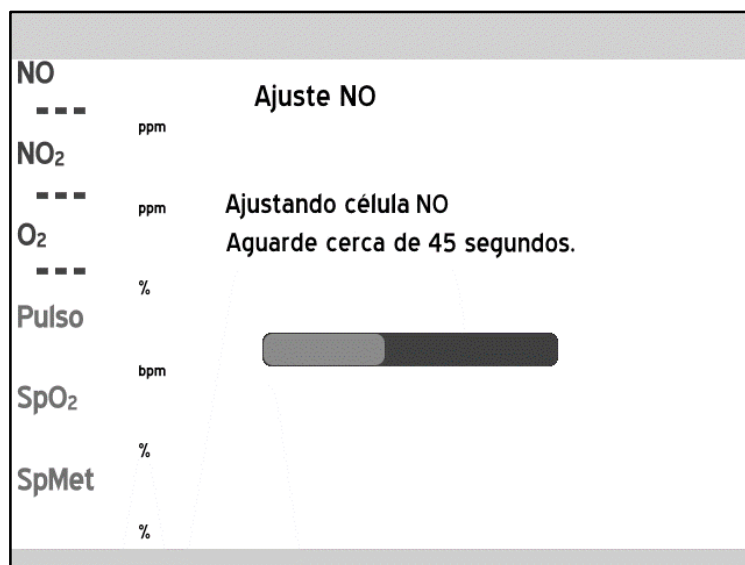 NO
---
ppm
NO₂
---
ppm
O₂
---
%
Pulso
bpm
SpO₂
%
SpMet
%
Ajuste NO
Ajustando célula NO
Aguarde cerca de 45 segundos.